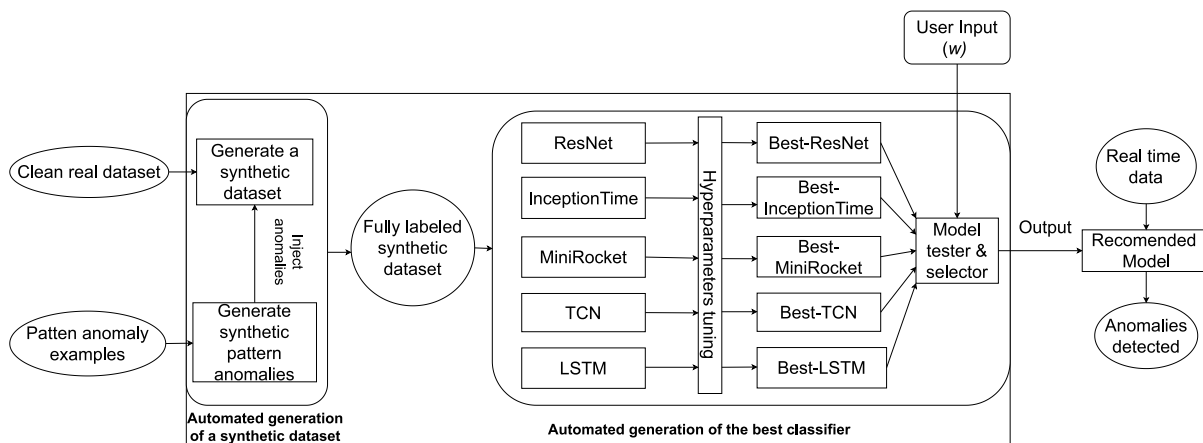 User Input
(w)
Clean real dataset
Generate a
synthetic
dataset
Inject
anomalies
Patten anomaly
examples
Generate
synthetic
pattern
anomalies
Automated generation
of a synthetic dataset
Fully labeled
synthetic
dataset
ResNet
InceptionTime
MiniRocket
TCN
LSTM
Hyperparameters tuning
Best-ResNet
Best-
InceptionTime
Best-
MiniRocket
Best-TCN
Best-LSTM
Model
tester &
selector
Automated generation of the best classifier
Output
Real time
data
Recomended
Model
Anomalies
detected